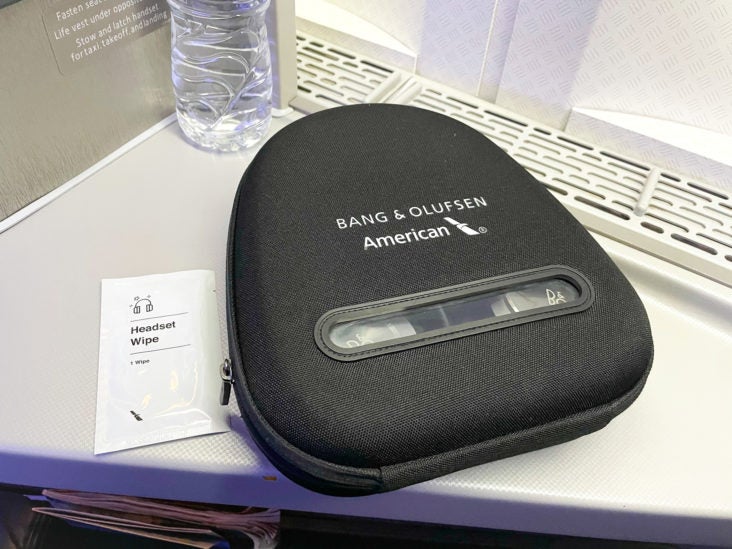 Fasten seat
Life vest under opposite
Stow and latch handset
for taxi, takeoff, and landing
BANG & OLUFSEN
American ®
B&O
Headset
Wipe
1 Wipe